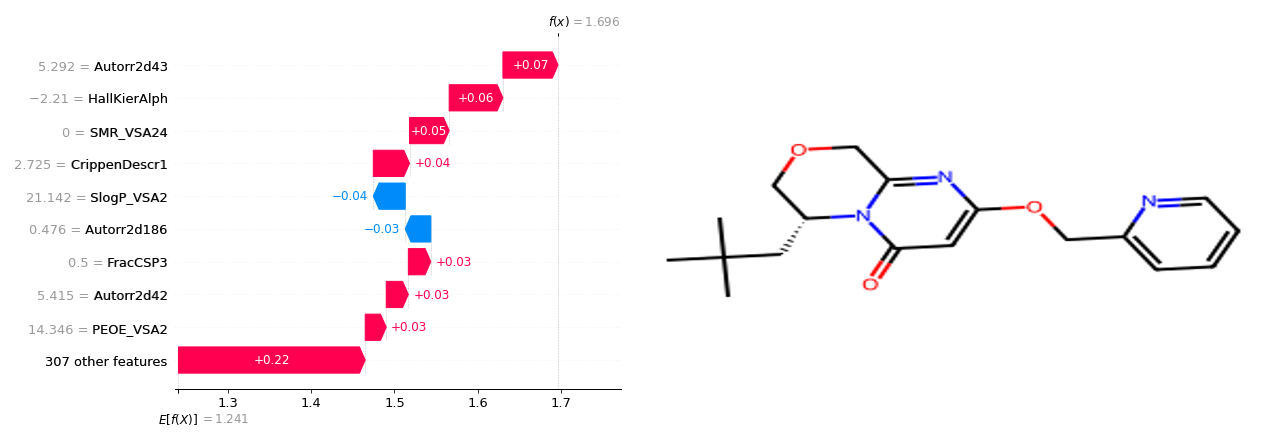 f(x) = 1.696
5.292 = Autorr2d43
+0.07
−2.21 = HallKierAlph
+0.06
0 = SMR_VSA24
+0.05
2.725 = CrippenDescr1
+0.04
21.142 = SlogP_VSA2
−0.04
0.476 = Autorr2d186
−0.03
0.5 = FracCSP3
+0.03
5.415 = Autorr2d42
+0.03
14.346 = PEOE_VSA2
+0.03
307 other features
+0.22
1.3 1.4 1.5 1.6 1.7
E[f(X)] = 1.241
O
N
N
O
O
N